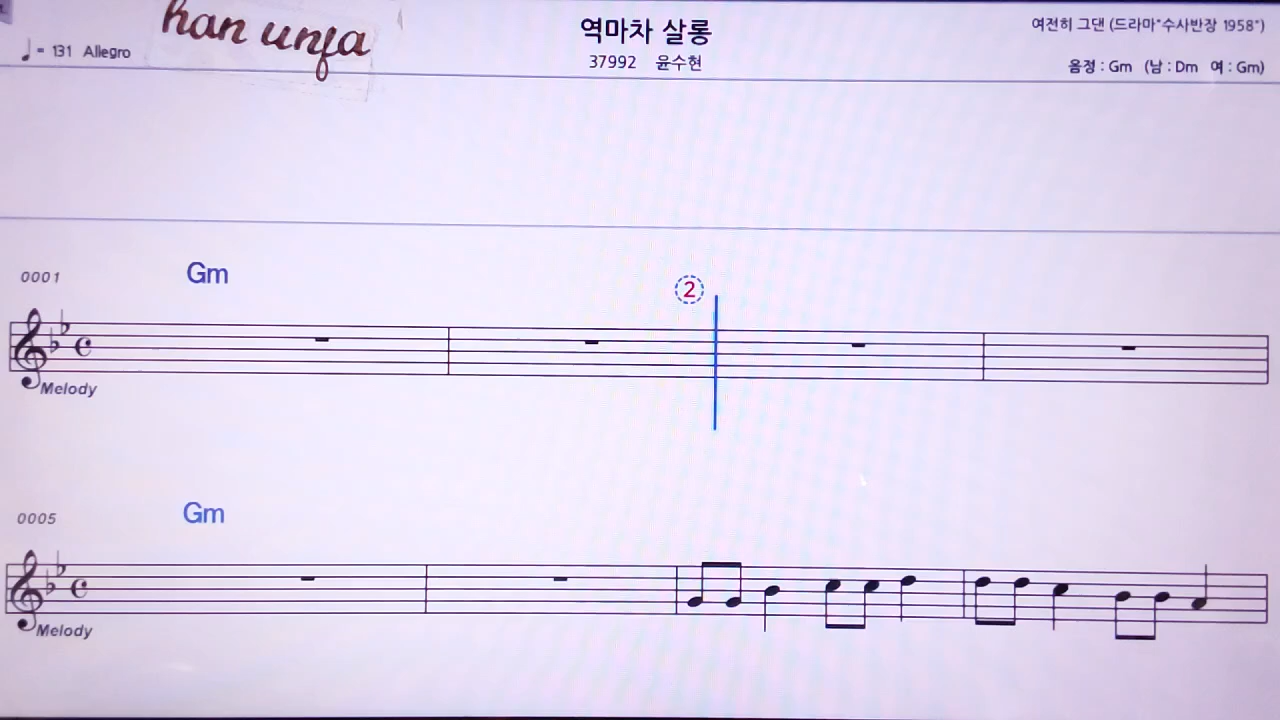 han unfa
역마차 살롱
여전히 그댄 (드라마"수사반장 1958")
♩ = 131 Allegro
37992 윤수현
음정 : Gm (남 : Dm 여 : Gm)
0001 Gm
2
Melody
0005 Gm
Melody